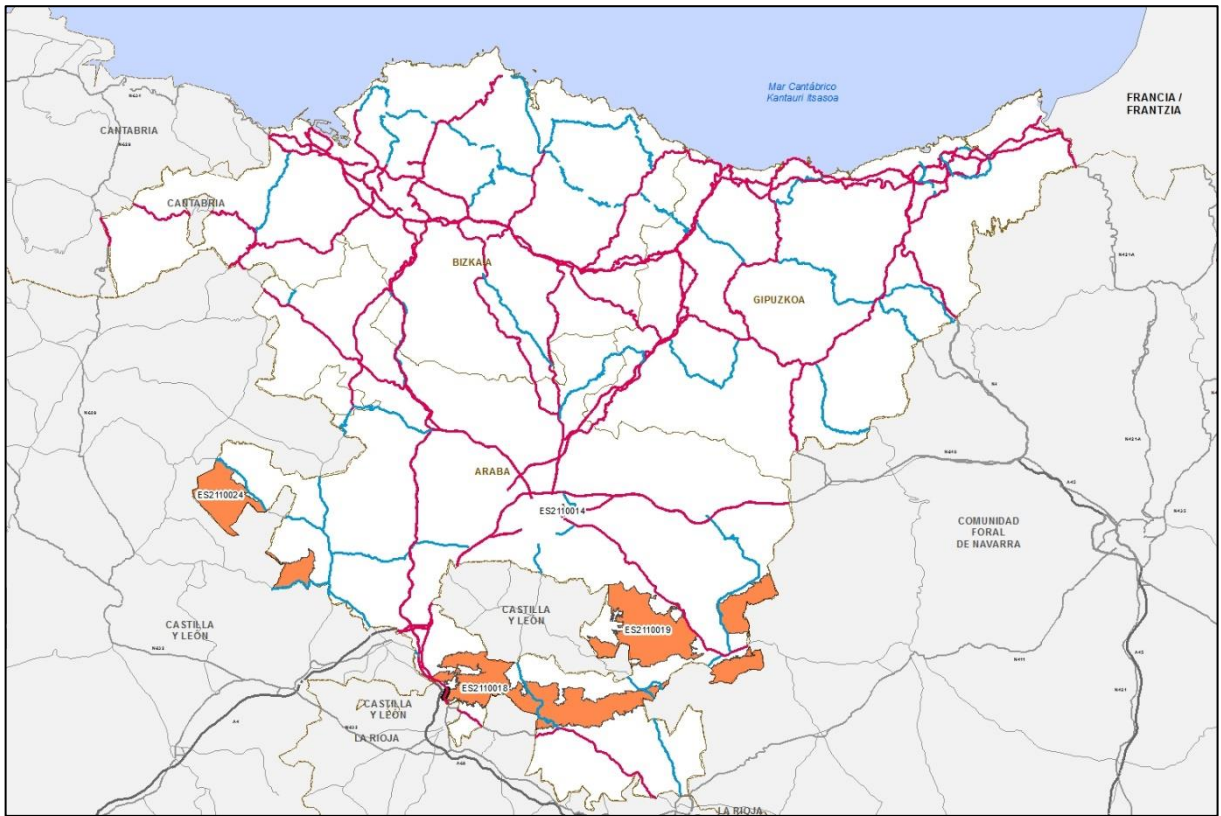 Mar Cantábrico
Kantauri Itsasoa
FRANCIA /
FRANTZIA
CANTABRIA
CANTABRIA
BIZKAIA
GIPUZKOA
ARABA
ES2110024
ES2110014
COMUNIDAD
FORAL
DE NAVARRA
CASTILLA
Y LEÓN
CASTILLA
Y LEÓN
ES2110019
ES2110018
CASTILLA
Y LEÓN
LA RIOJA
LA RIOJA